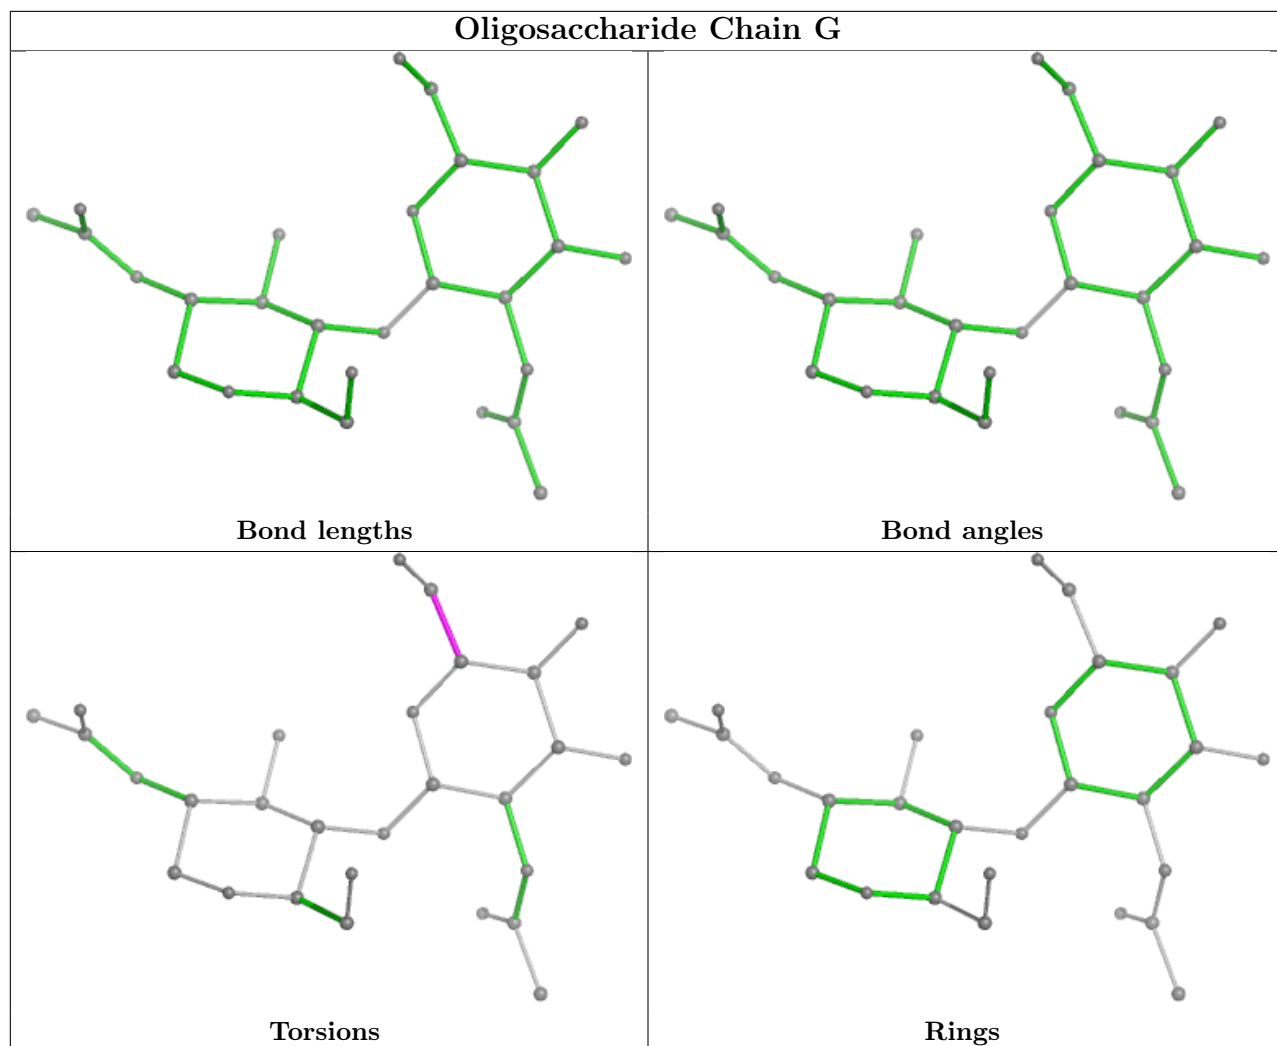 Oligosaccharide Chain G
Bond lengths
Bond angles
Torsions
Rings